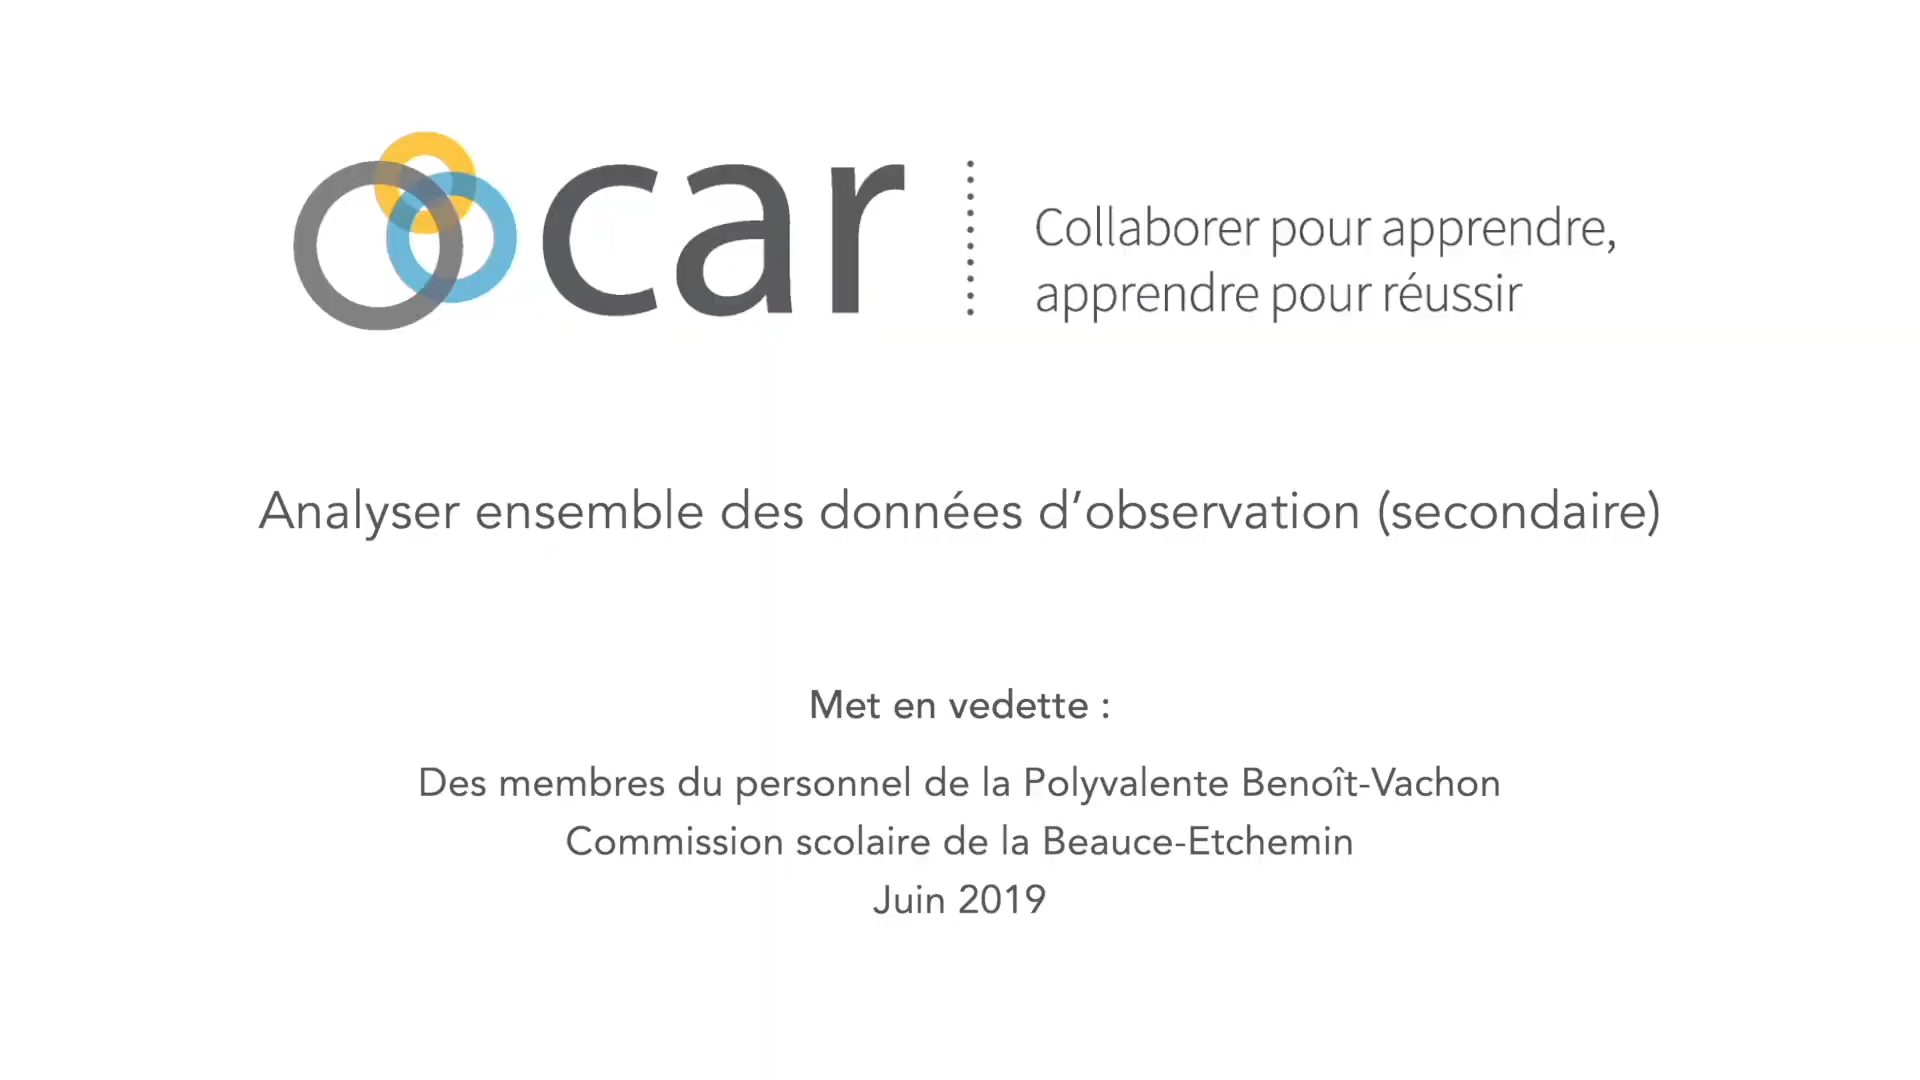 car
Collaborer pour apprendre,
apprendre pour réussir
Analyser ensemble des données d’observation (secondaire)
Met en vedette :
Des membres du personnel de la Polyvalente Benoît-Vachon
Commission scolaire de la Beauce-Etchemin
Juin 2019